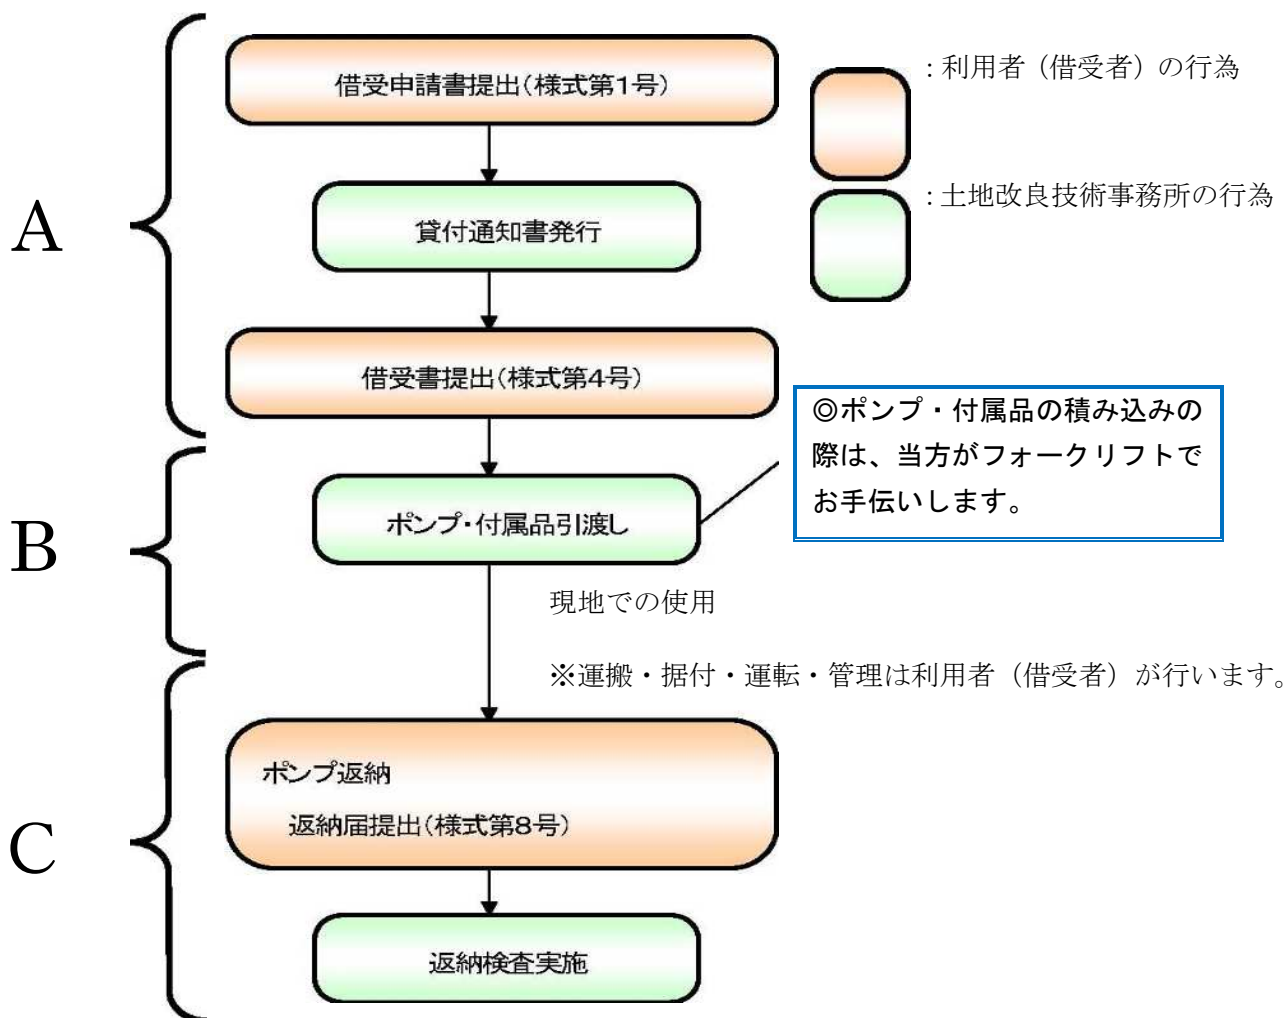 借受申請書提出(様式第1号)
:利用者（借受者）の行為
貸付通知書発行
:土地改良技術事務所の行為
A
借受書提出(様式第4号)
◎ポンプ・付属品の積み込みの
際は、当方がフォークリフトで
お手伝いします。
ポンプ・付属品引渡し
B
現地での使用
※運搬・据付・運転・管理は利用者（借受者）が行います。
ポンプ返納
返納届提出(様式第8号)
C
返納検査実施